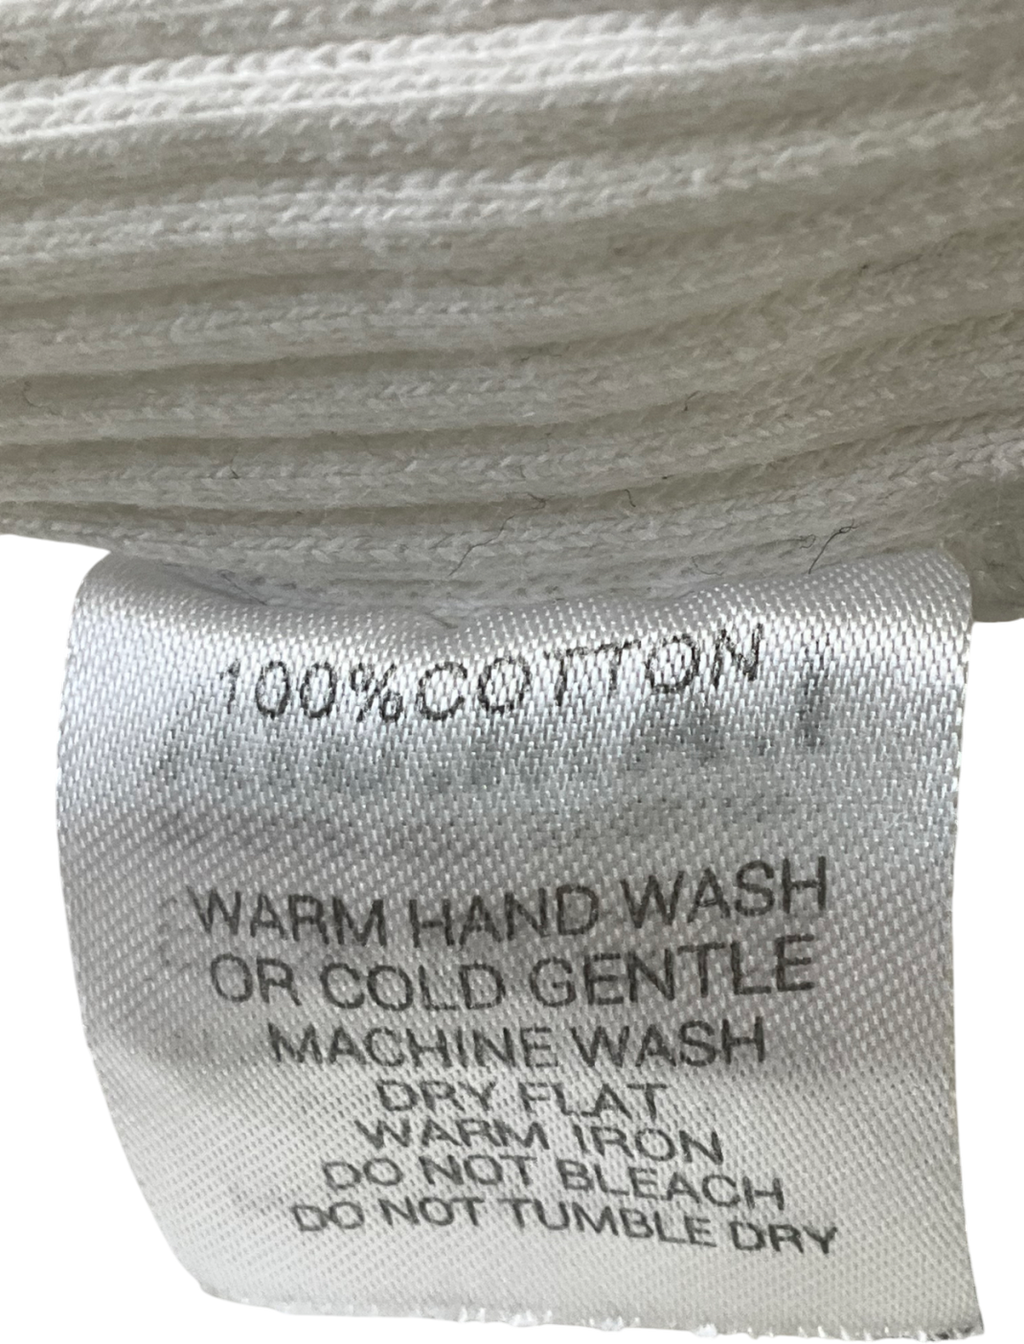 100%COTTON
WARM HAND WASH
OR COLD GENTLE
MACHINE WASH
DRY FLAT
WARM IRON
DO NOT BLEACH
DO NOT TUMBLE DRY